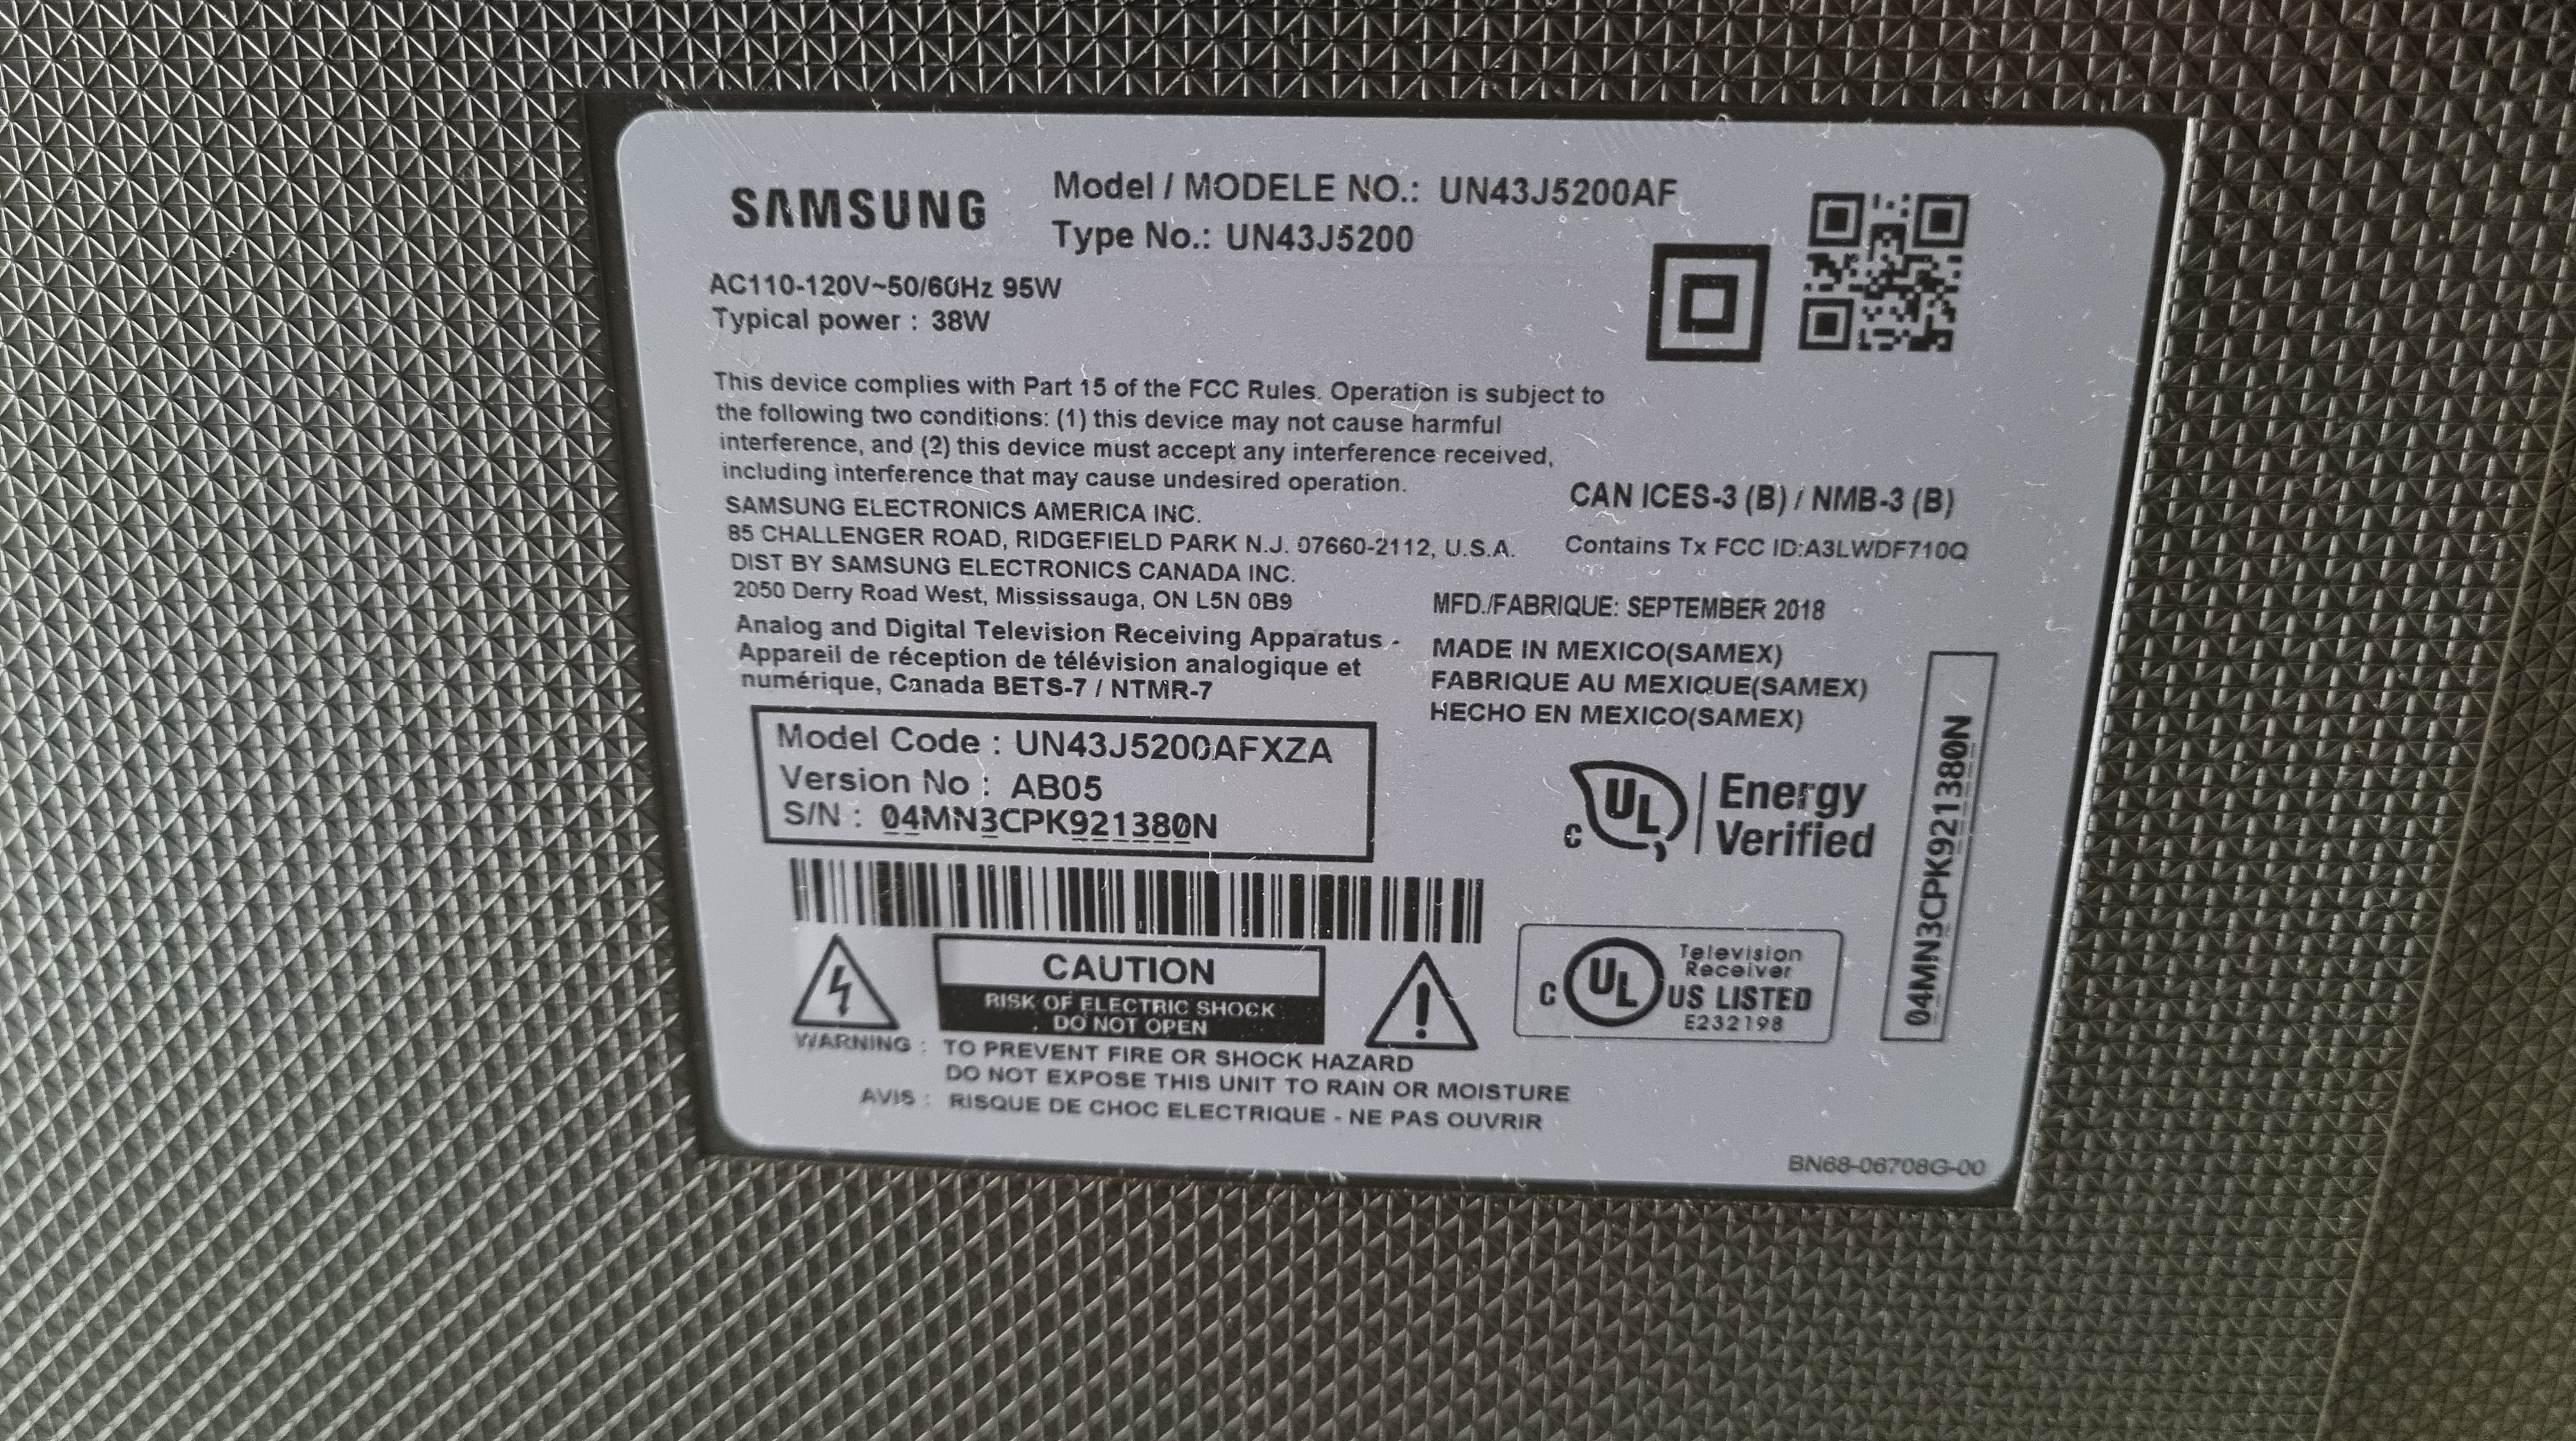 SAMSUNG
Model / MODELE NO.: UN43J5200AF
Type No.: UN43J5200
AC110-120V~50/60Hz 95W
Typical power : 38W
This device complies with Part 15 of the FCC Rules. Operation is subject to
the following two conditions: (1) this device may not cause harmful
interference, and (2) this device must accept any interference received,
including interference that may cause undesired operation.
SAMSUNG ELECTRONICS AMERICA INC.
85 CHALLENGER ROAD, RIDGEFIELD PARK N.J. 07660-2112, U.S.A.
DIST BY SAMSUNG ELECTRONICS CANADA INC.
2050 Derry Road West, Mississauga, ON L5N 0B9
Analog and Digital Television Receiving Apparatus -
Appareil de réception de télévision analogique et
numérique, Canada BETS-7 / NTMR-7
CAN ICES-3 (B) / NMB-3 (B)
Contains Tx FCC ID:A3LWDF710Q
MFD./FABRIQUE: SEPTEMBER 2018
MADE IN MEXICO(SAMEX)
FABRIQUE AU MEXIQUE(SAMEX)
HECHO EN MEXICO(SAMEX)
Model Code : UN43J5200AFXZA
Version No : AB05
S/N : 04MN3CPK921380N
C UL Energy
Verified
04MN3CPK921380N
CAUTION
RISK OF ELECTRIC SHOCK
DO NOT OPEN
C UL
Television
Receiver
US LISTED
E232198
WARNING : TO PREVENT FIRE OR SHOCK HAZARD
DO NOT EXPOSE THIS UNIT TO RAIN OR MOISTURE
AVIS : RISQUE DE CHOC ELECTRIQUE - NE PAS OUVRIR
BN68-06708G-00